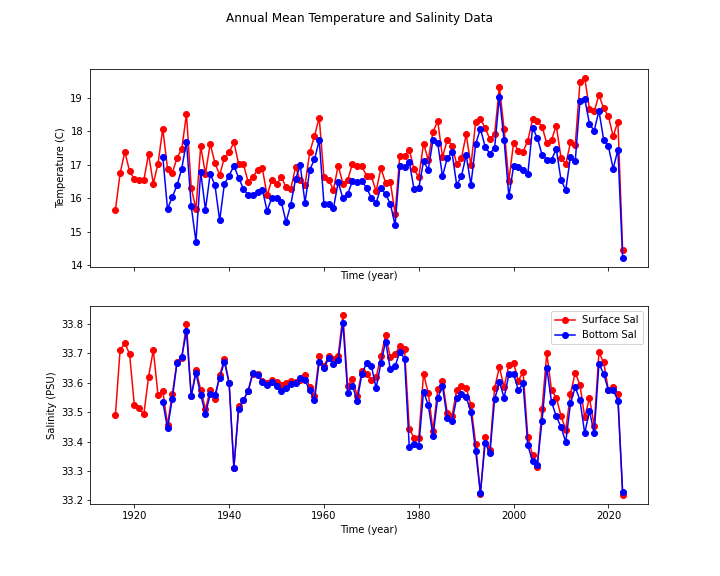 Annual Mean Temperature and Salinity Data
Temperature (C)
19
18
17
16
15
14
Time (year)
Salinity (PSU)
33.8
33.7
33.6
33.5
33.4
33.3
33.2
Surface Sal
Bottom Sal
1920 1940 1960 1980 2000 2020
Time (year)